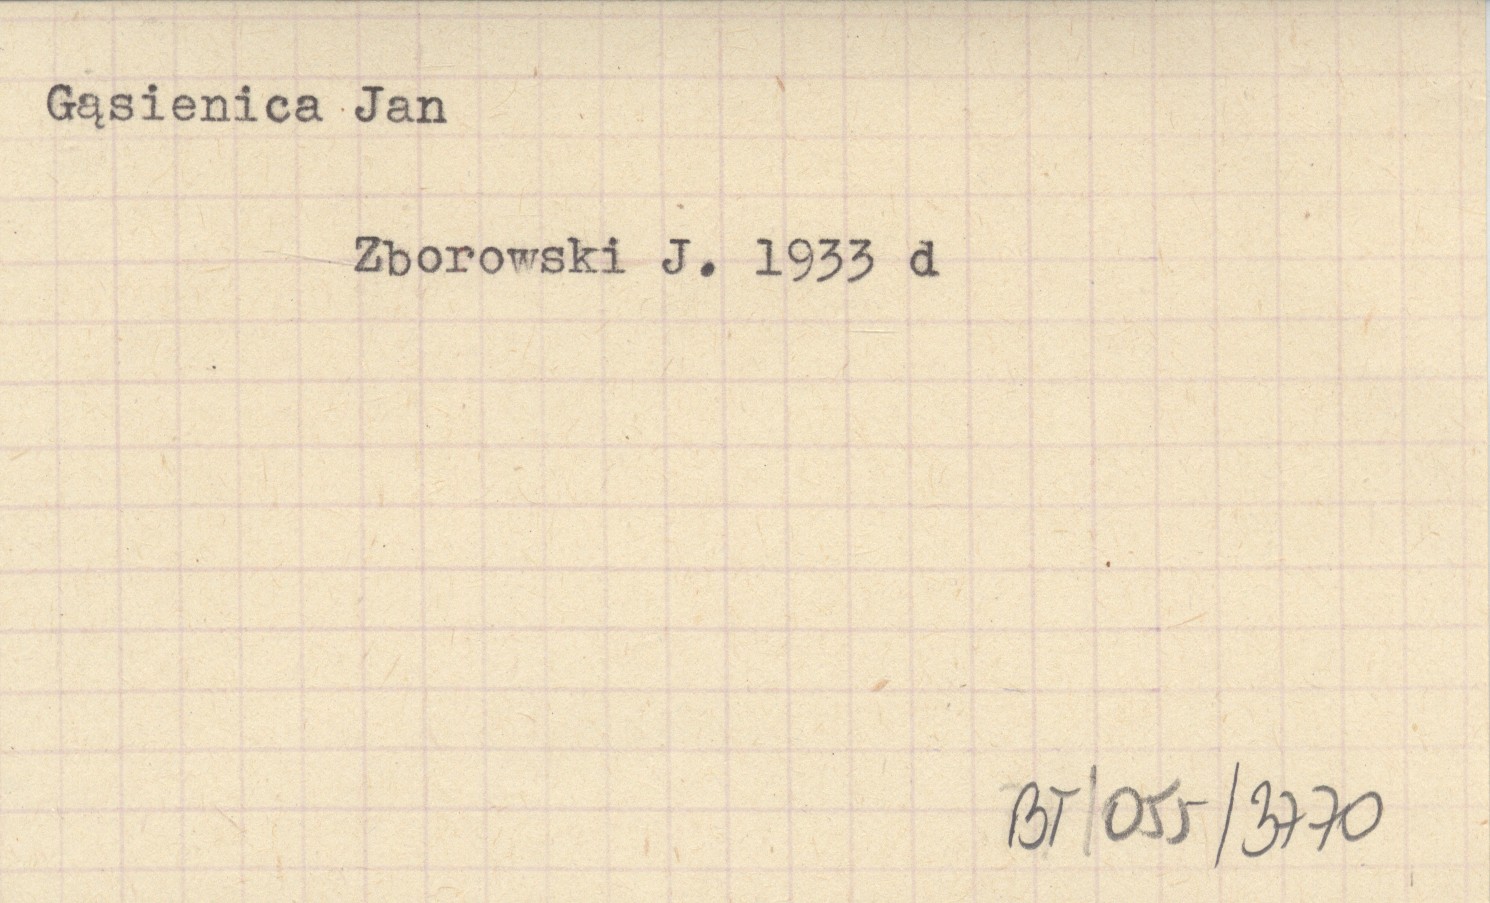 Gąsienica Jan
Zborowski J. 1933 d
BT/055/3770